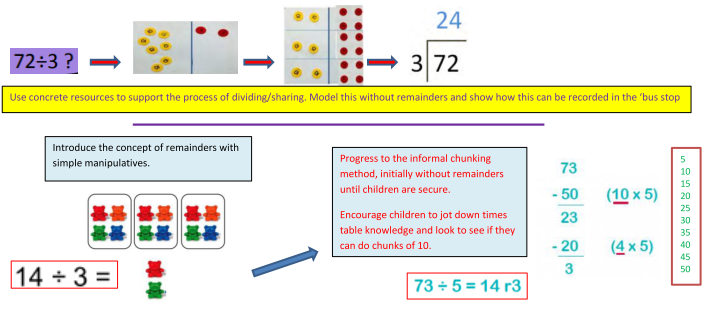 72÷3 ?
24
3 72
Use concrete resources to support the process of dividing/sharing. Model this without remainders and show how this can be recorded in the 'bus stop
Introduce the concept of remainders with
simple manipulatives.
14 ÷ 3 =
Progress to the informal chunking
method, initially without remainders
until children are secure.
Encourage children to jot down times
table knowledge and look to see if they
can do chunks of 10.
73 ÷ 5 = 14 r3
73
- 50 (10 x 5)
23
- 20 (4 x 5)
3
5
10
15
20
25
30
35
40
45
50